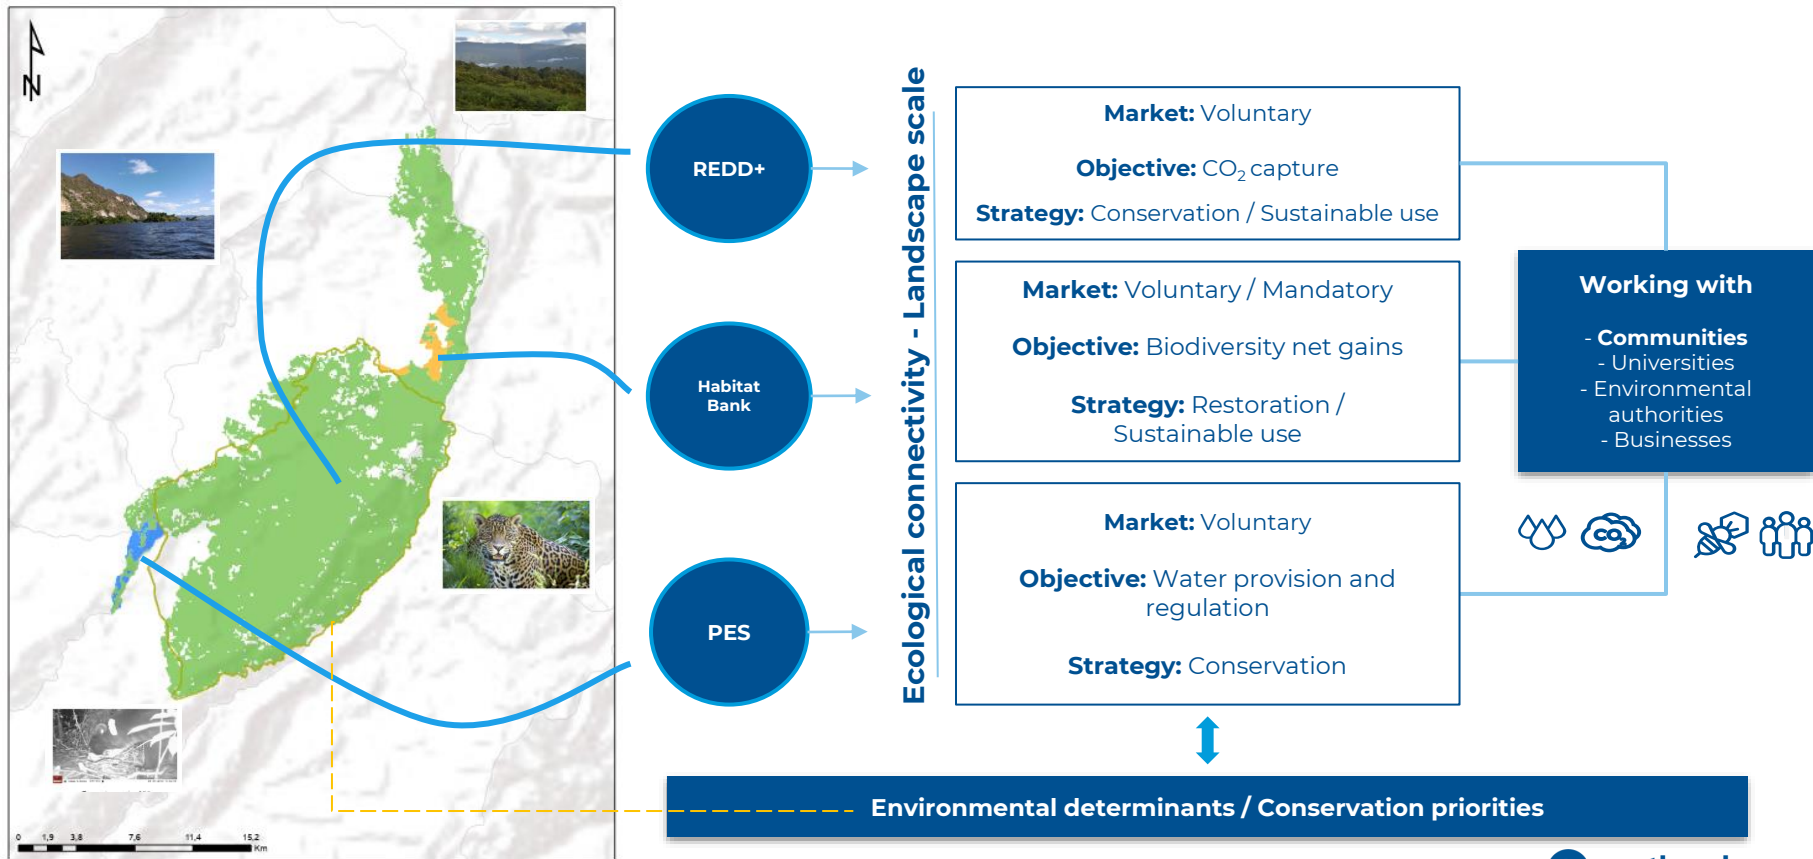 N
REDD+
Habitat
Bank
PES
Ecological connectivity - Landscape scale
Market: Voluntary
Objective: CO₂ capture
Strategy: Conservation / Sustainable use
Market: Voluntary / Mandatory
Objective: Biodiversity net gains
Strategy: Restoration /
Sustainable use
Market: Voluntary
Objective: Water provision and
regulation
Strategy: Conservation
Working with
- Communities
- Universities
- Environmental
authorities
- Businesses
CO₂
Environmental determinants / Conservation priorities
0 1,9 3,8 7,6 11,4 15,2
Km